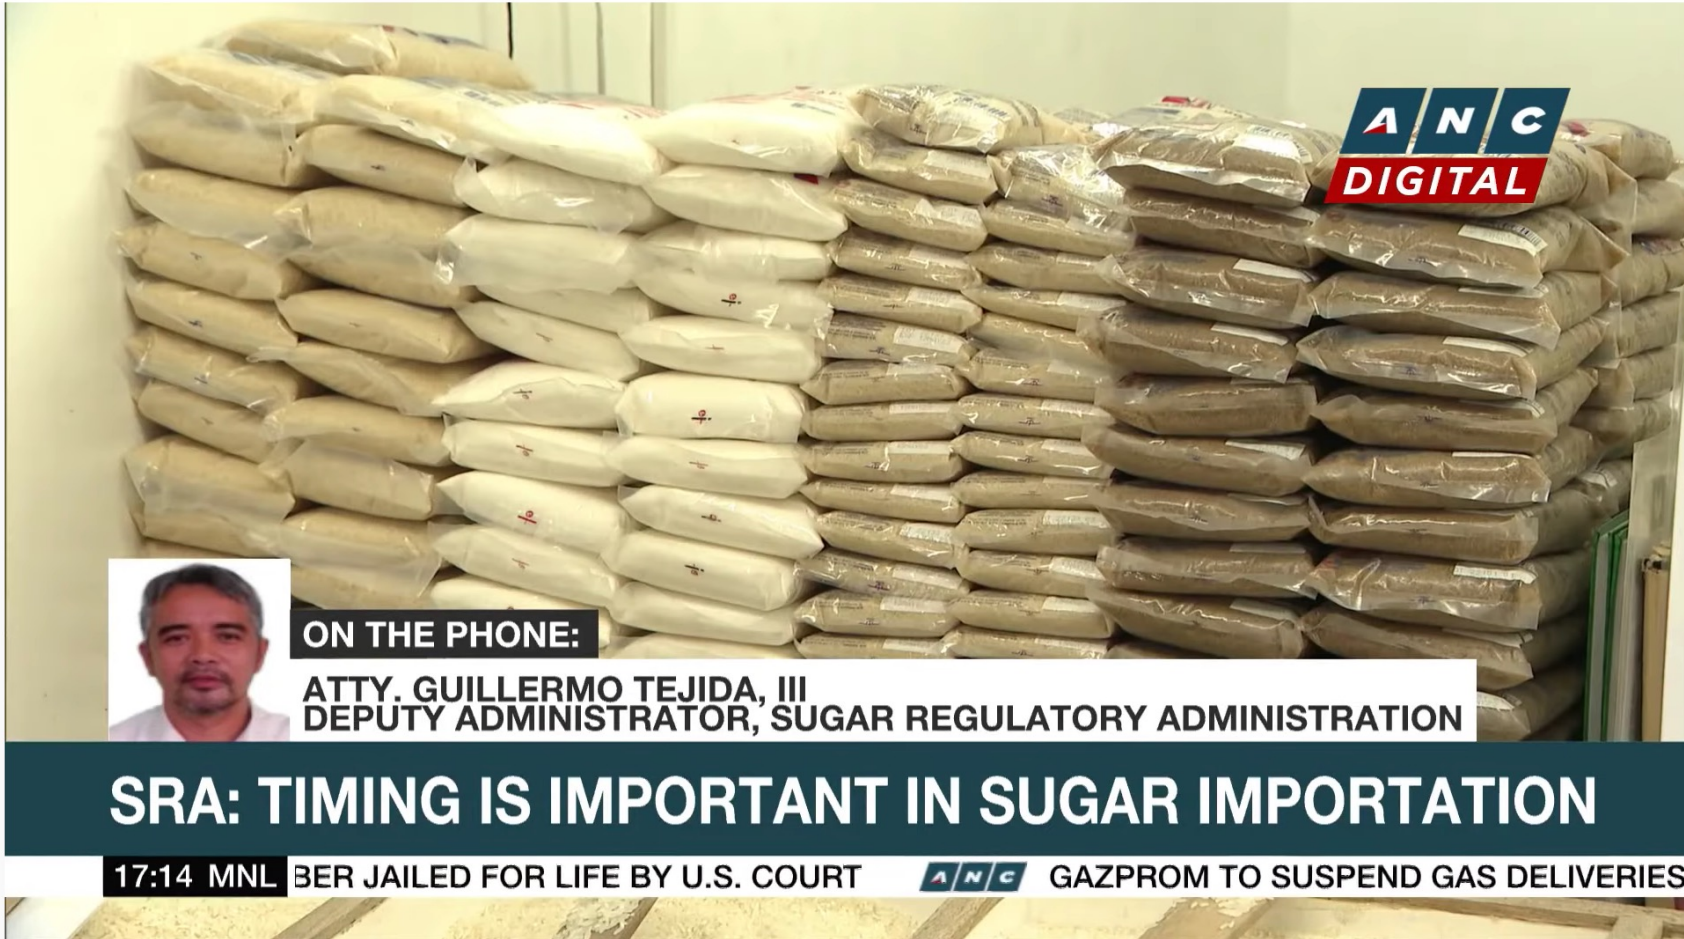 ANC
DIGITAL
ON THE PHONE:
ATTY. GUILLERMO TEJIDA, III
DEPUTY ADMINISTRATOR, SUGAR REGULATORY ADMINISTRATION
SRA: TIMING IS IMPORTANT IN SUGAR IMPORTATION
17:14 MNL BER JAILED FOR LIFE BY U.S. COURT ANC GAZPROM TO SUSPEND GAS DELIVERIES